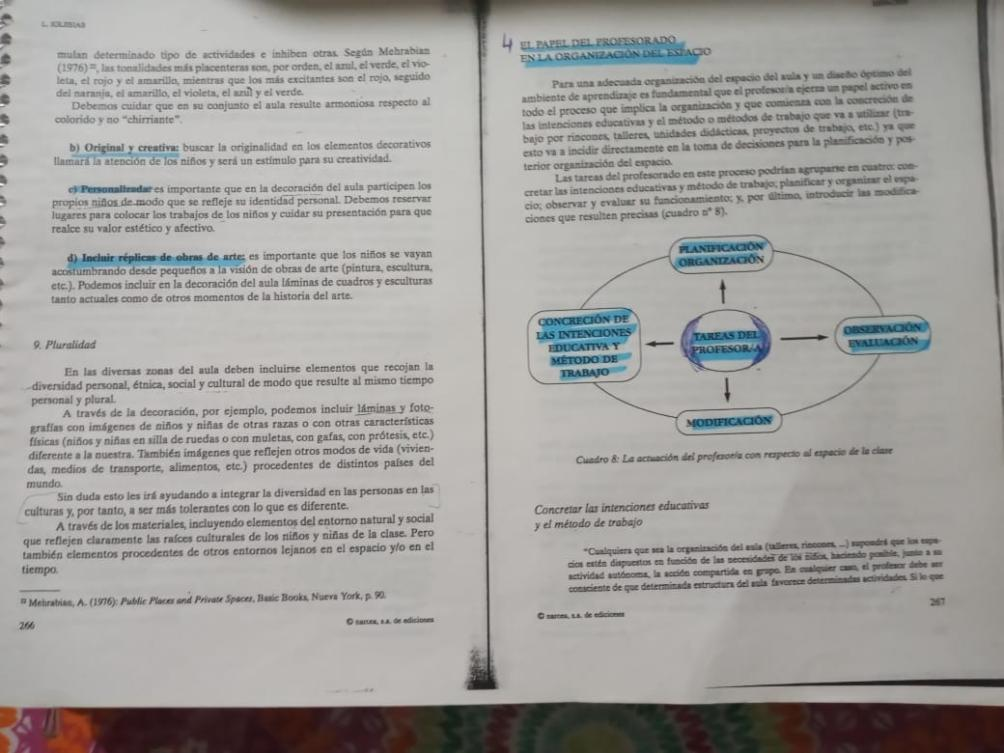 L. IGLESIAS
mulan determinado tipo de actividades e inhiben otras. Según Mehrabian
(1976)²², las tonalidades más placenteras son, por orden, el azul, el verde, el vio-
leta, el rojo y el amarillo, mientras que los más excitantes son el rojo, seguido
del naranja, el amarillo, el violeta, el azul y el verde.
Debemos cuidar que en su conjunto el aula resulte armoniosa respecto al
colorido y no "chirriante".
b) Original y creativa: buscar la originalidad en los elementos decorativos
llamará la atención de los niños y será un estímulo para su creatividad.
c) Personalizada: es importante que en la decoración del aula participen los
propios niños de modo que se refleje su identidad personal. Debemos reservar
lugares para colocar los trabajos de los niños y cuidar su presentación para que
realce su valor estético y afectivo.
d) Incluir réplicas de obras de arte: es importante que los niños se vayan
acostumbrando desde pequeños a la visión de obras de arte (pintura, escultura,
etc.). Podemos incluir en la decoración del aula láminas de cuadros y esculturas
tanto actuales como de otros momentos de la historia del arte.
9. Pluralidad
En las diversas zonas del aula deben incluirse elementos que recojan la
diversidad personal, étnica, social y cultural de modo que resulte al mismo tiempo
personal y plural.
A través de la decoración, por ejemplo, podemos incluir láminas y foto-
grafías con imágenes de niños y niñas de otras razas o con otras características
físicas (niños y niñas en silla de ruedas o con muletas, con gafas, con prótesis, etc.)
diferente a la nuestra. También imágenes que reflejen otros modos de vida (vivien-
das, medios de transporte, alimentos, etc.) procedentes de distintos países del
mundo.
Sin duda esto les irá ayudando a integrar la diversidad en las personas en las
culturas y, por tanto, a ser más tolerantes con lo que es diferente.
A través de los materiales, incluyendo elementos del entorno natural y social
que reflejen claramente las raíces culturales de los niños y niñas de la clase. Pero
también elementos procedentes de otros entornos lejanos en el espacio y/o en el
tiempo.
²² Mehrabian, A. (1976): Public Places and Private Spaces, Basic Books, Nueva York, p. 90.
266
© narcea, s.a. de ediciones
4 EL PAPEL DEL PROFESORADO
EN LA ORGANIZACIÓN DEL ESPACIO
Para una adecuada organización del espacio del aula y un diseño óptimo del
ambiente de aprendizaje es fundamental que el profesor/a ejerza un papel activo en
todo el proceso que implica la organización y que comienza con la concreción de
las intenciones educativas y el método o métodos de trabajo que va a utilizar (tra-
bajo por rincones, talleres, unidades didácticas, proyectos de trabajo, etc.) ya que
esto va a incidir directamente en la toma de decisiones para la planificación y pos-
terior organización del espacio.
Las tareas del profesorado en este proceso podrían agruparse en cuatro: con-
cretar las intenciones educativas y método de trabajo; planificar y organizar el espa-
cio; observar y evaluar su funcionamiento; y, por último, introducir las modifica-
ciones que resulten precisas (cuadro nº 8).
PLANIFICACIÓN
ORGANIZACIÓN
CONCRECIÓN DE
LAS INTENCIONES
EDUCATIVA Y
MÉTODO DE
TRABAJO
TAREAS DEL
PROFESOR/A
OBSERVACIÓN
EVALUACIÓN
MODIFICACIÓN
Cuadro 8: La actuación del profesor/a con respecto al espacio de la clase
Concretar las intenciones educativas
y el método de trabajo
"Cualquiera que sea la organización del aula (talleres, rincones, ...) supondrá que los espa-
cios estén dispuestos en función de las necesidades de los niños, haciendo posible, junto a su
actividad autónoma, la acción compartida en grupo. En cualquier caso, el profesor debe ser
consciente de que determinada estructura del aula favorece determinadas actividades. Si lo que
267
© narcea, s.a. de ediciones